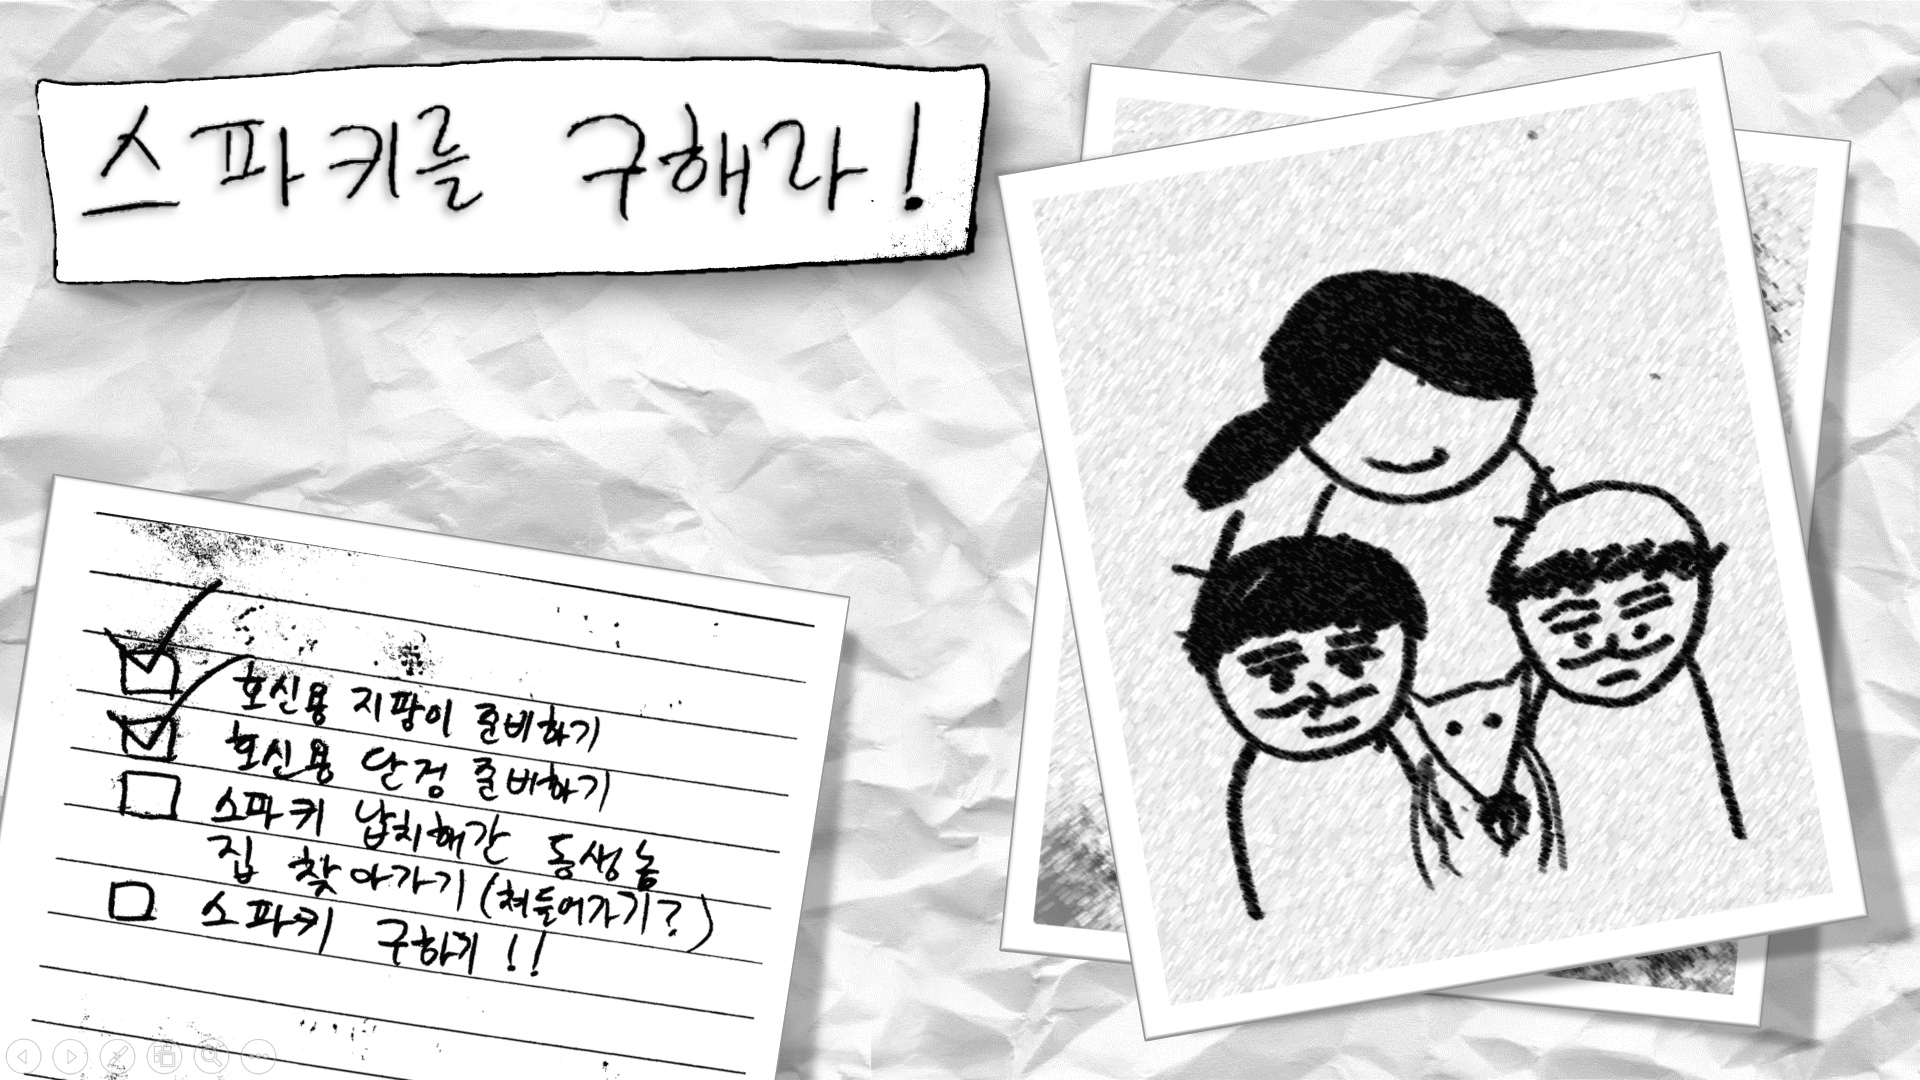 스파키를 구해라!
호신용 지팡이 준비하기
호신용 단검 준비하기
스파키 납치해간 동생놈
집 찾아가기 (쳐들어가기?)
스파키 구하기!!